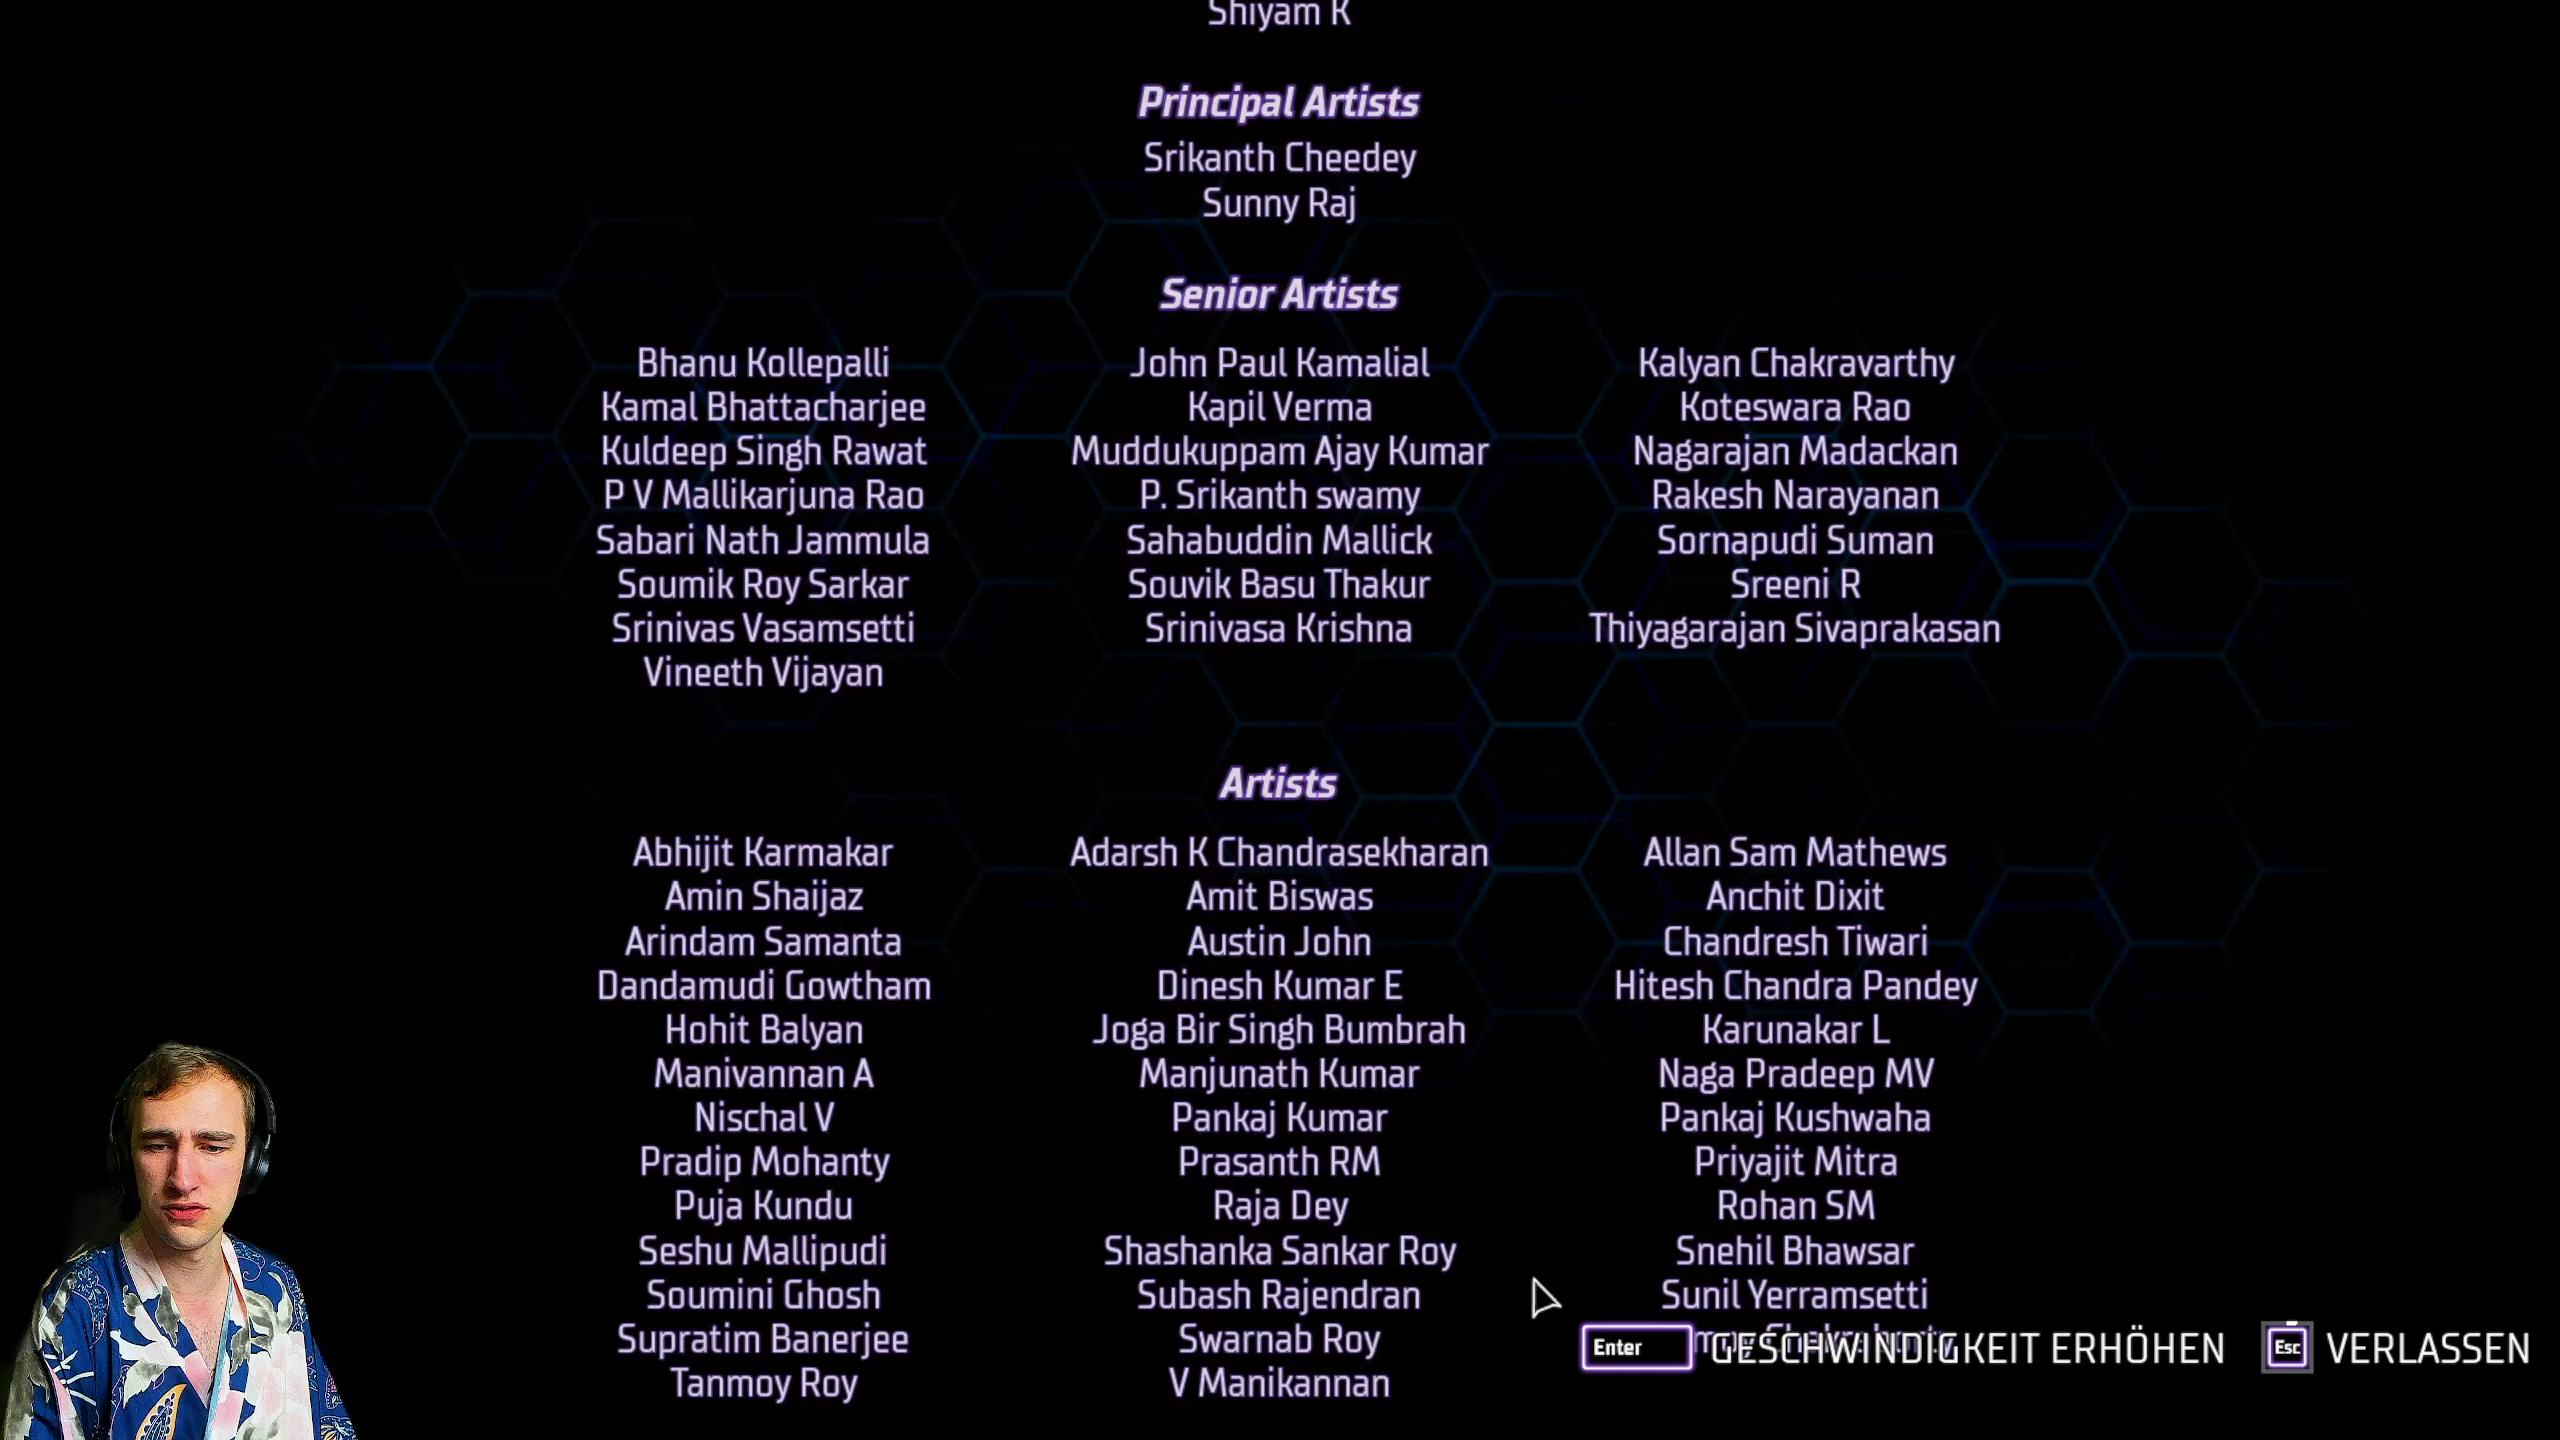 Shiyam K
Principal Artists
Srikanth Cheedey
Sunny Raj
Senior Artists
Bhanu Kollepalli John Paul Kamalial Kalyan Chakravarthy
Kamal Bhattacharjee Kapil Verma Koteswara Rao
Kuldeep Singh Rawat Muddukuppam Ajay Kumar Nagarajan Madackan
P V Mallikarjuna Rao P. Srikanth swamy Rakesh Narayanan
Sabari Nath Jammula Sahabuddin Mallick Sornapudi Suman
Soumik Roy Sarkar Souvik Basu Thakur Sreeni R
Srinivas Vasamsetti Srinivasa Krishna Thiyagarajan Sivaprakasan
Vineeth Vijayan
Artists
Abhijit Karmakar Adarsh K Chandrasekharan Allan Sam Mathews
Amin Shaijaz Amit Biswas Anchit Dixit
Arindam Samanta Austin John Chandresh Tiwari
Dandamudi Gowtham Dinesh Kumar E Hitesh Chandra Pandey
Hohit Balyan Joga Bir Singh Bumbrah Karunakar L
Manivannan A Manjunath Kumar Naga Pradeep MV
Nischal V Pankaj Kumar Pankaj Kushwaha
Pradip Mohanty Prasanth RM Priyajit Mitra
Puja Kundu Raja Dey Rohan SM
Seshu Mallipudi Shashanka Sankar Roy Snehil Bhawsar
Soumini Ghosh Subash Rajendran Sunil Yerramsetti
Supratim Banerjee Swarnab Roy
Enter GESCHWINDIGKEIT ERHÖHEN Esc VERLASSEN
Tanmoy Roy V Manikannan